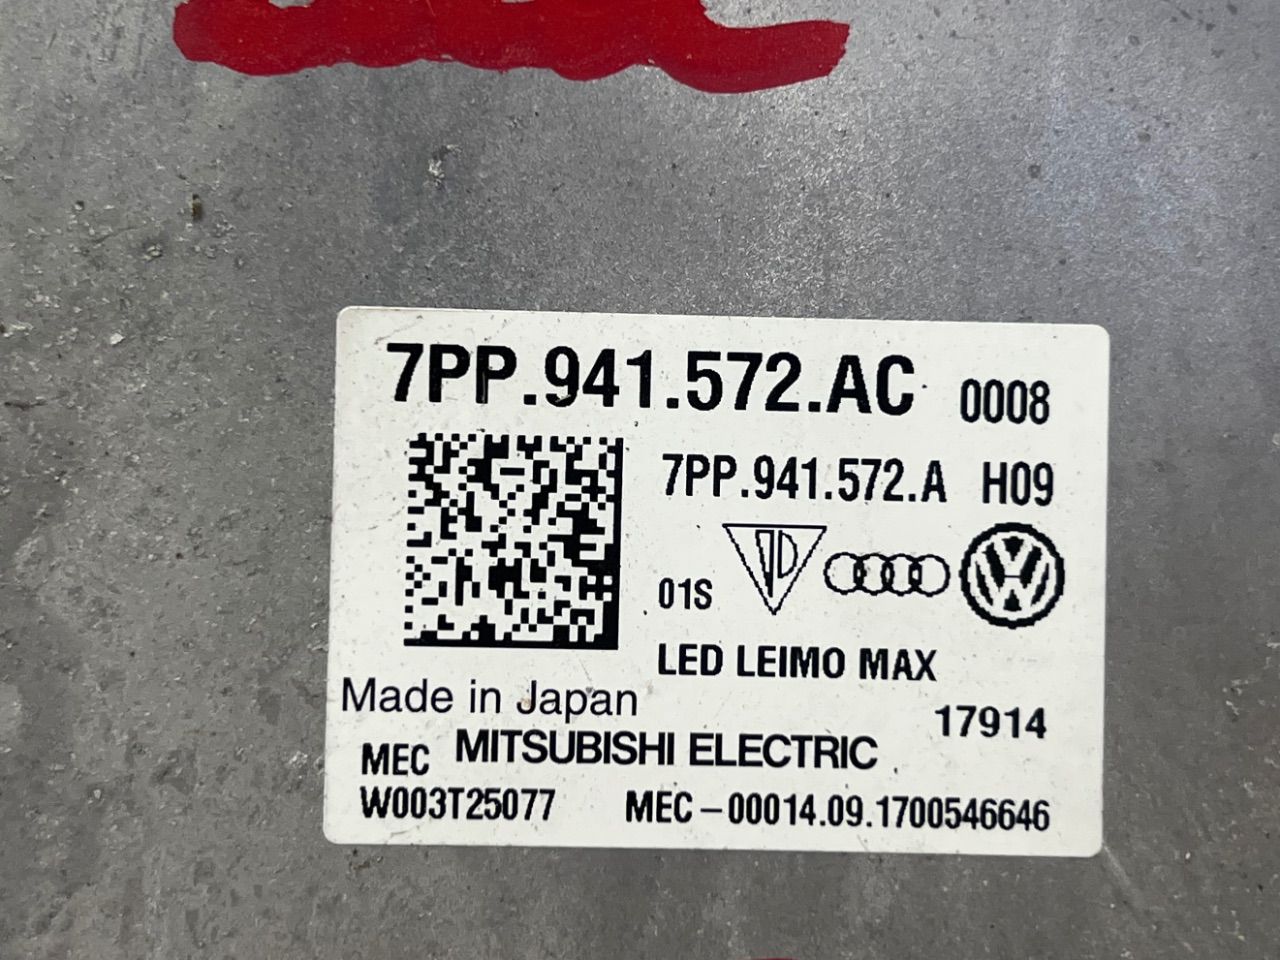 7PP.941.572.AC 0008
7PP.941.572.A H09
01S
LED LEIMO MAX
Made in Japan
17914
MEC MITSUBISHI ELECTRIC
W003T25077 MEC-00014.09.1700546646